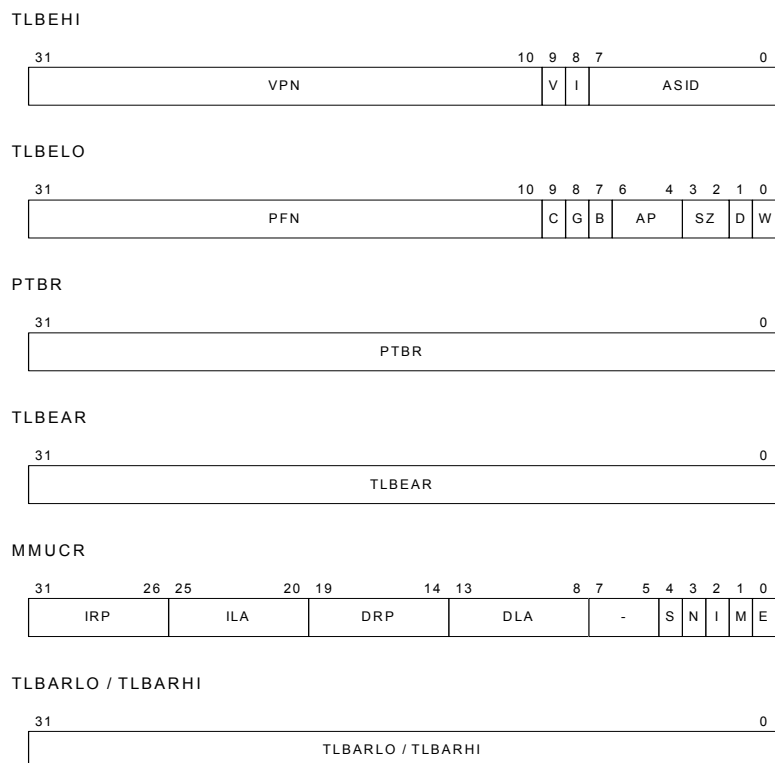 TLBEHI
31 10 9 8 7 0
VPN V I ASID
TLBELO
31 10 9 8 7 6 4 3 2 1 0
PFN C G B AP SZ D W
PTBR
31 0
PTBR
TLBEAR
31 0
TLBEAR
MMUCR
31 26 25 20 19 14 13 8 7 5 4 3 2 1 0
IRP ILA DRP DLA - S N I M E
TLBARLO / TLBARHI
31 0
TLBARLO / TLBARHI